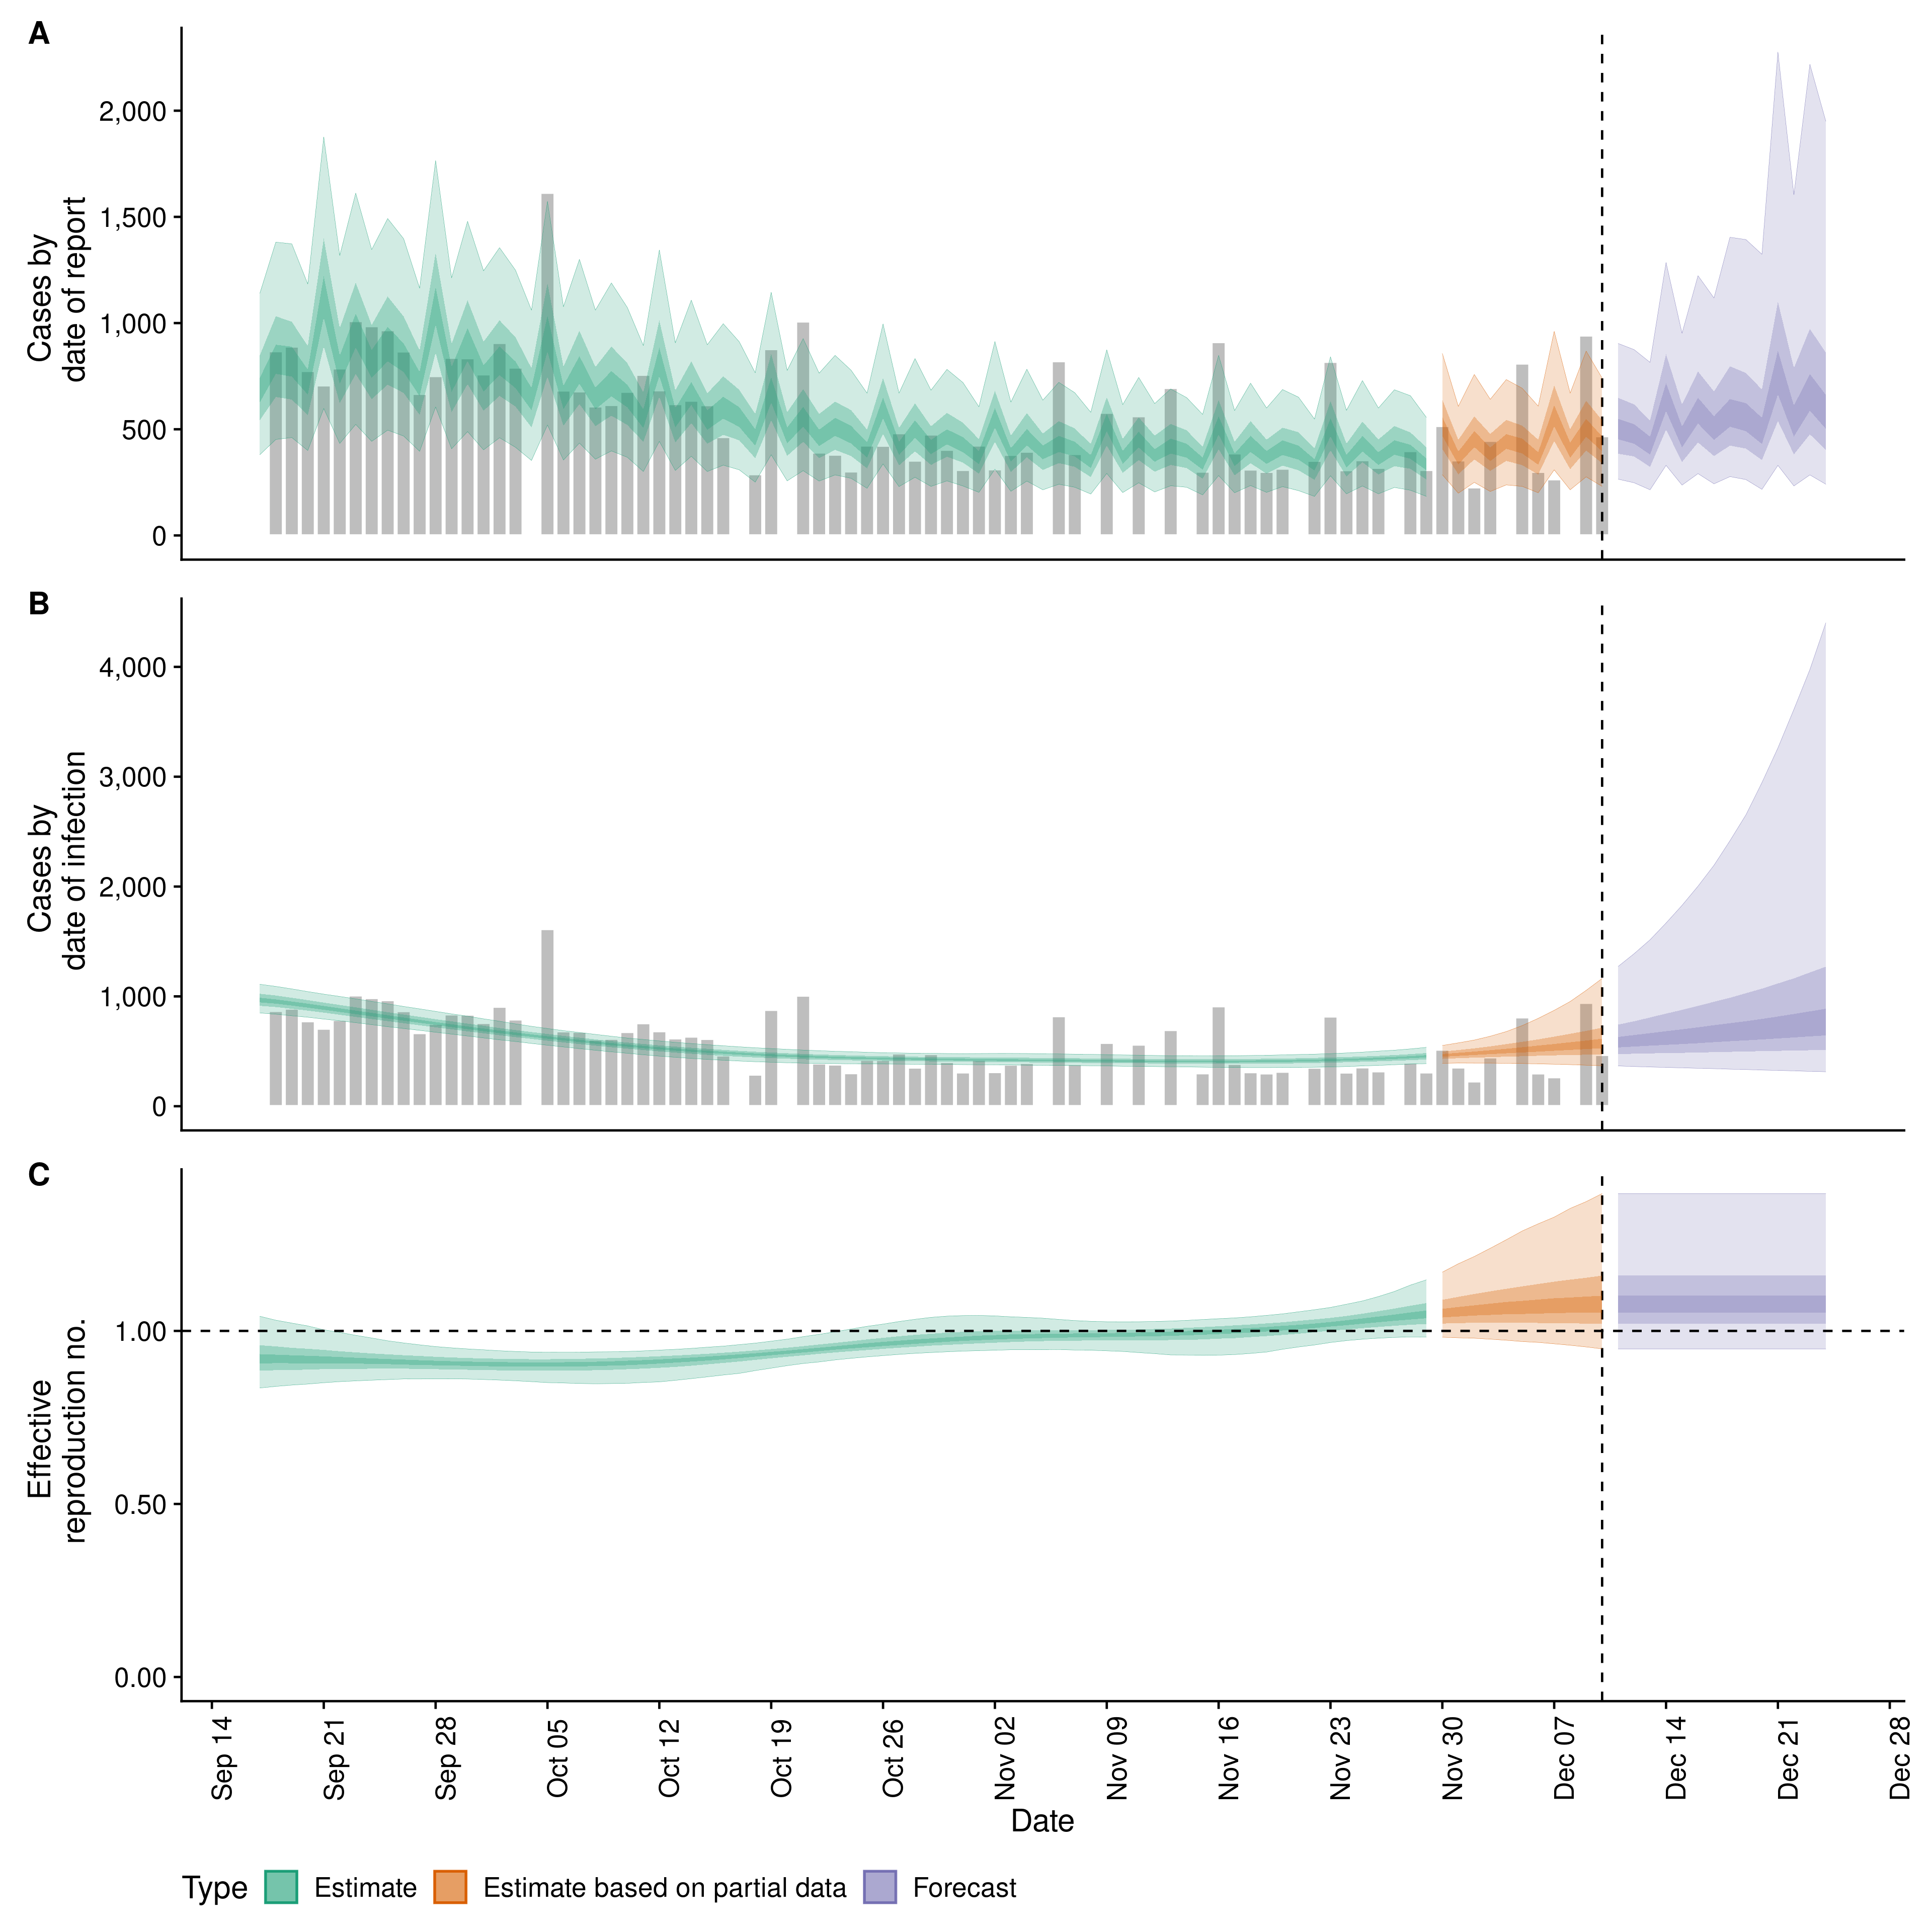 A
Cases by
date of report
2,000
1,500
1,000
500
0
B
Cases by
date of infection
4,000
3,000
2,000
1,000
0
C
Effective
reproduction no.
1.00
0.50
0.00
Sep 14
Sep 21
Sep 28
Oct 05
Oct 12
Oct 19
Oct 26
Nov 02
Nov 09
Nov 16
Nov 23
Nov 30
Dec 07
Dec 14
Dec 21
Dec 28
Date
Type Estimate Estimate based on partial data Forecast